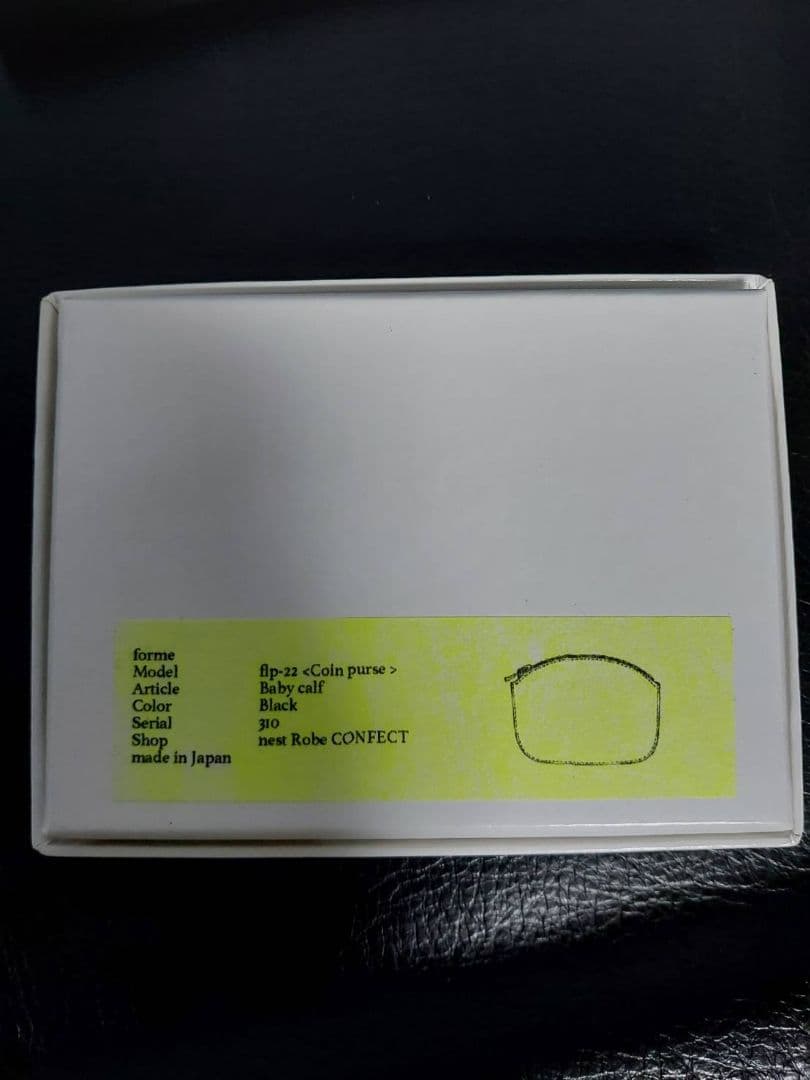 forme
Model flp-22 <Coin purse >
Article Baby calf
Color Black
Serial 310
Shop nest Robe CONFECT
made in Japan